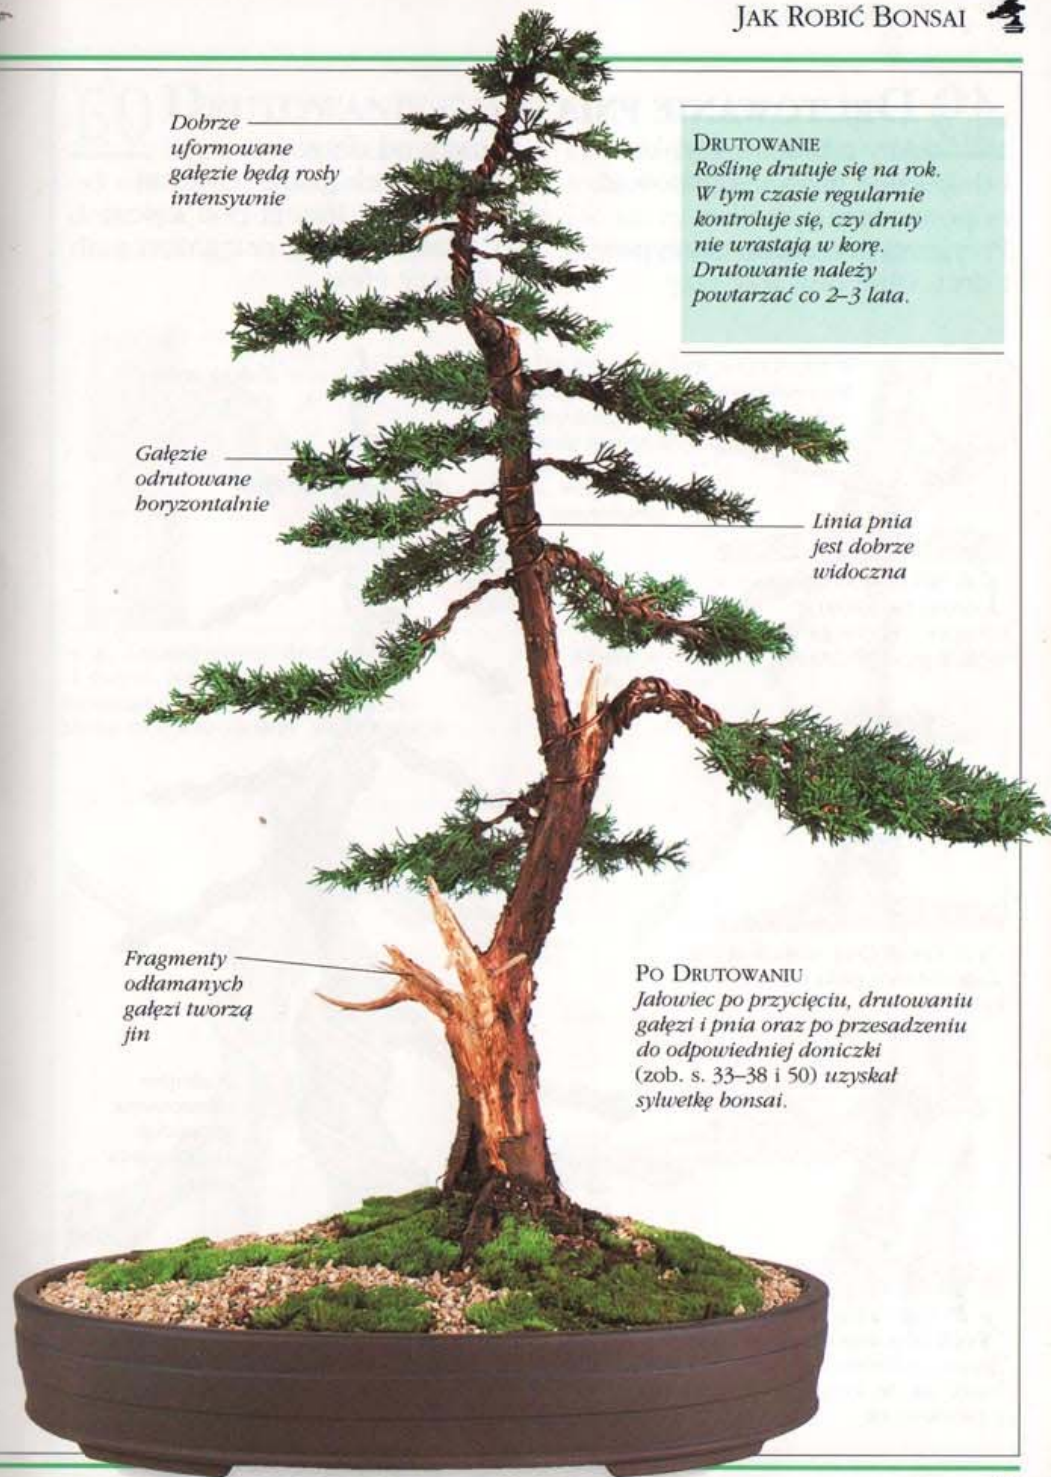 JAK ROBIĆ BONSAI
Dobrze
uformowane
gałęzie będą rosły
intensywnie
DRUTOWANIE
Roślinę drutuje się na rok.
W tym czasie regularnie
kontroluje się, czy druty
nie wrastają w korę.
Drutowanie należy
powtarzać co 2–3 lata.
Gałęzie
odrutowane
horyzontalnie
Linia pnia
jest dobrze
widoczna
Fragmenty
odłamanych
gałęzi tworzą
jin
PO DRUTOWANIU
Jałowiec po przycięciu, drutowaniu
gałęzi i pnia oraz po przesadzeniu
do odpowiedniej doniczki
(zob. s. 33–38 i 50) uzyskał
sylwetkę bonsai.